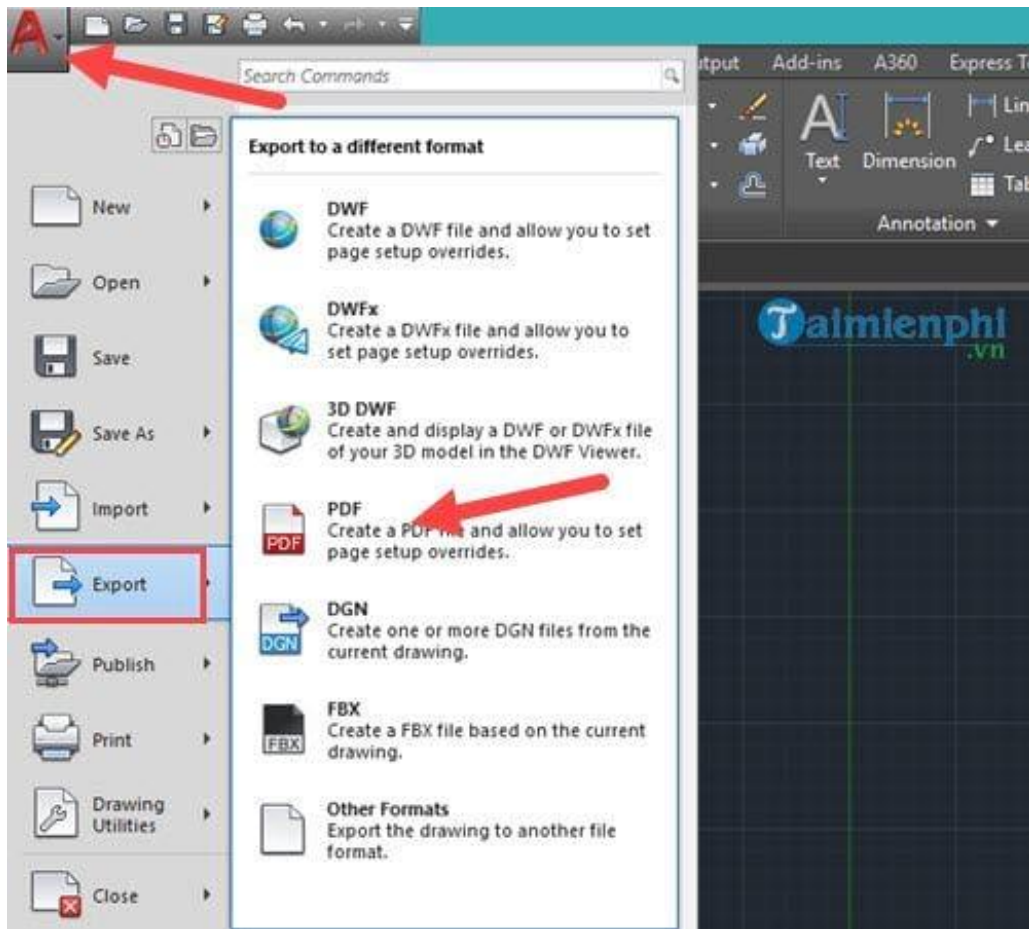 Search Commands
Export to a different format
DWF
Create a DWF file and allow you to set
page setup overrides.
DWFx
Create a DWFx file and allow you to
set page setup overrides.
3D DWF
Create and display a DWF or DWFx file
of your 3D model in the DWF Viewer.
PDF
Create a PDF file and allow you to set
page setup overrides.
DGN
Create one or more DGN files from the
current drawing.
FBX
Create a FBX file based on the current
drawing.
Other Formats
Export the drawing to another file
format.
New
Open
Save
Save As
Import
Export
Publish
Print
Drawing
Utilities
Close
PDF
DGN
FBX
Add-ins A360 Express
Text Dimension
Annotation
Taimienphi
.vn